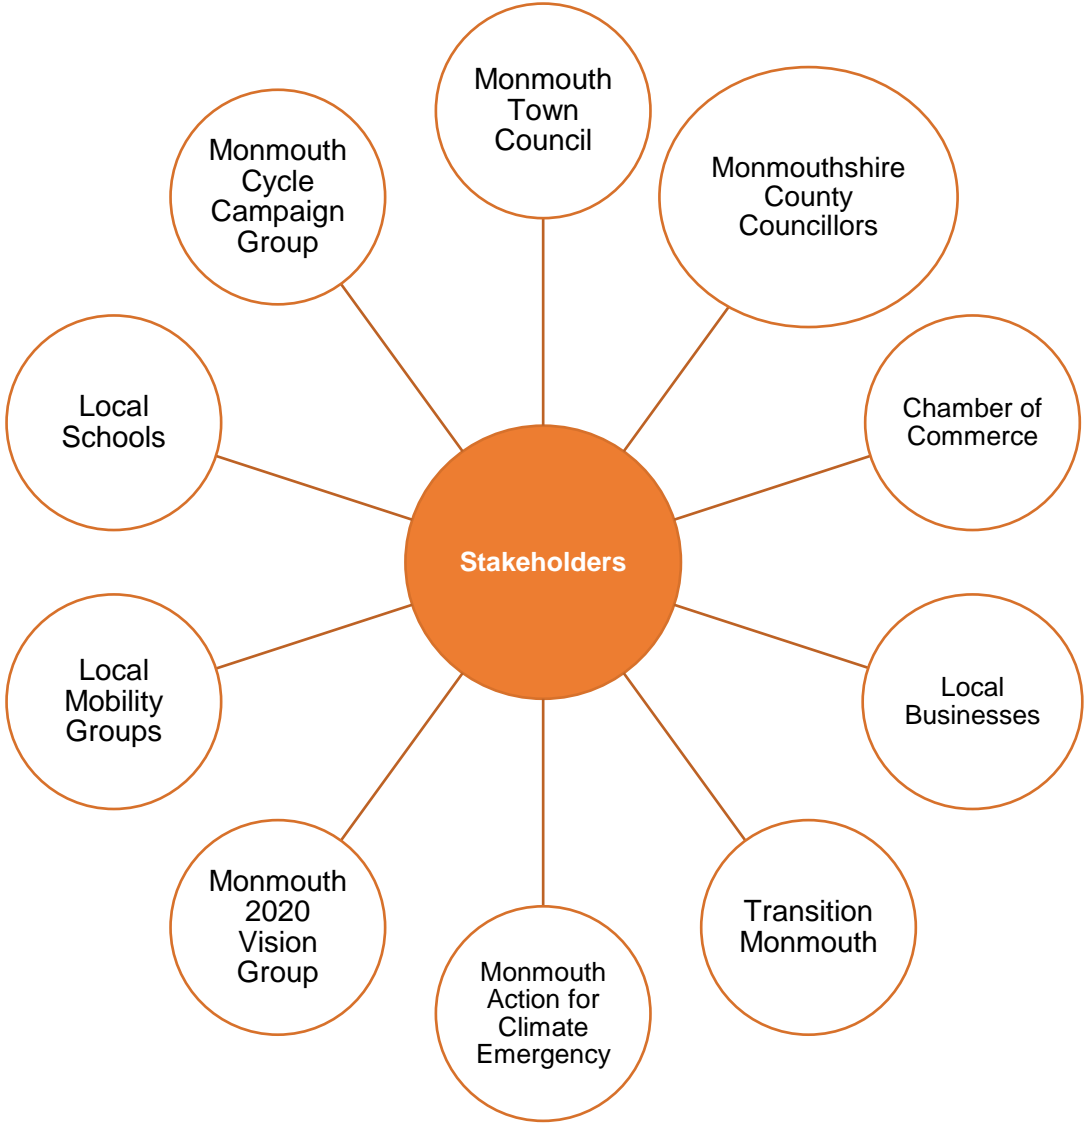 Monmouth
Town
Council
Monmouthshire
County
Councillors
Chamber of
Commerce
Local
Businesses
Transition
Monmouth
Monmouth
Action for
Climate
Emergency
Monmouth
2020
Vision
Group
Local
Mobility
Groups
Local
Schools
Monmouth
Cycle
Campaign
Group
Stakeholders